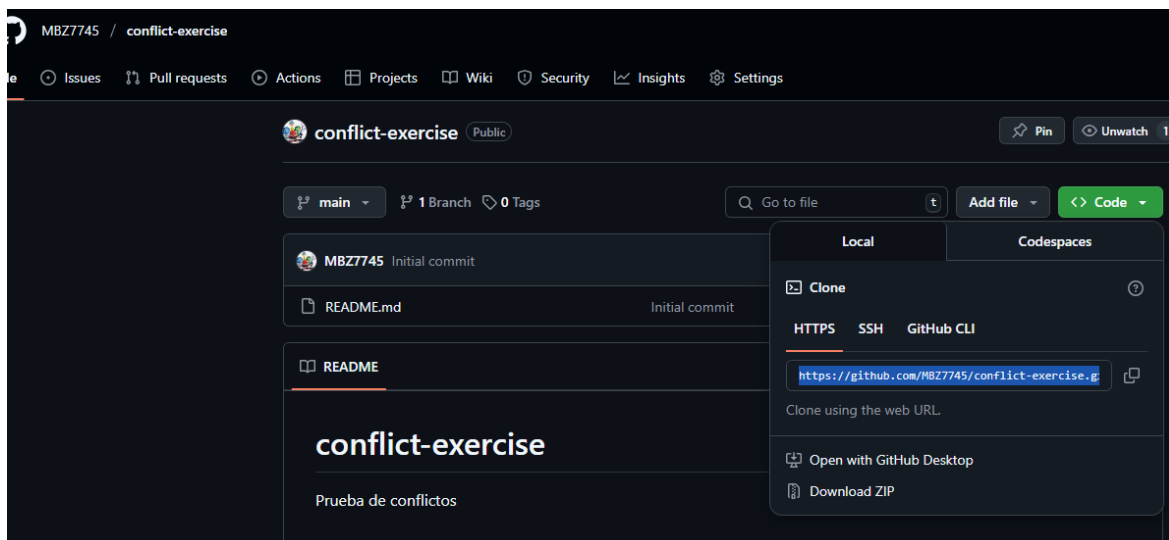 MBZ7745 / conflict-exercise
Issues Pull requests Actions Projects Wiki Security Insights Settings
conflict-exercise Public Pin Unwatch 1
main 1 Branch 0 Tags Go to file t Add file <> Code
Local Codespaces
MBZ7745 Initial commit
Clone
README.md Initial commit
HTTPS SSH GitHub CLI
README
https://github.com/MBZ7745/conflict-exercise.g
Clone using the web URL.
conflict-exercise
Open with GitHub Desktop
Download ZIP
Prueba de conflictos